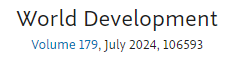 World Development
Volume 179, July 2024, 106593